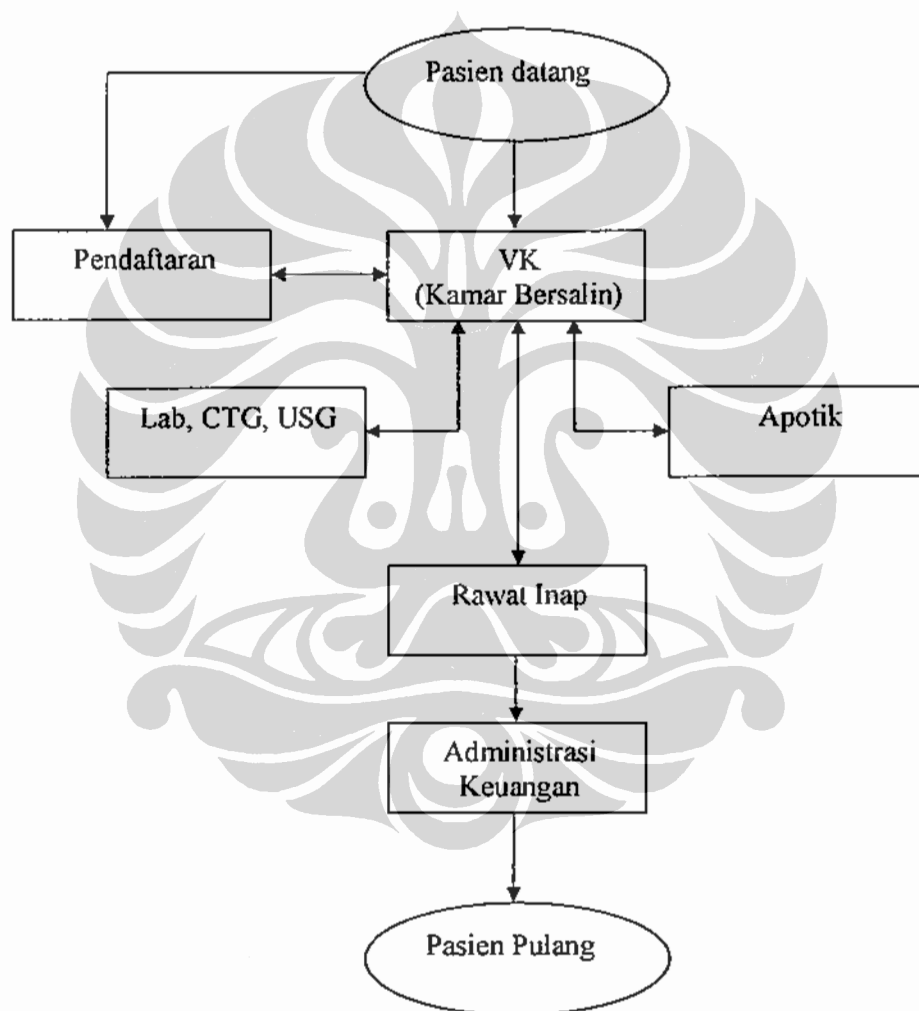 Pasien datang
Pendaftaran
VK
(Kamar Bersalin)
Lab, CTG, USG
Apotik
Rawat Inap
Administrasi
Keuangan
Pasien Pulang